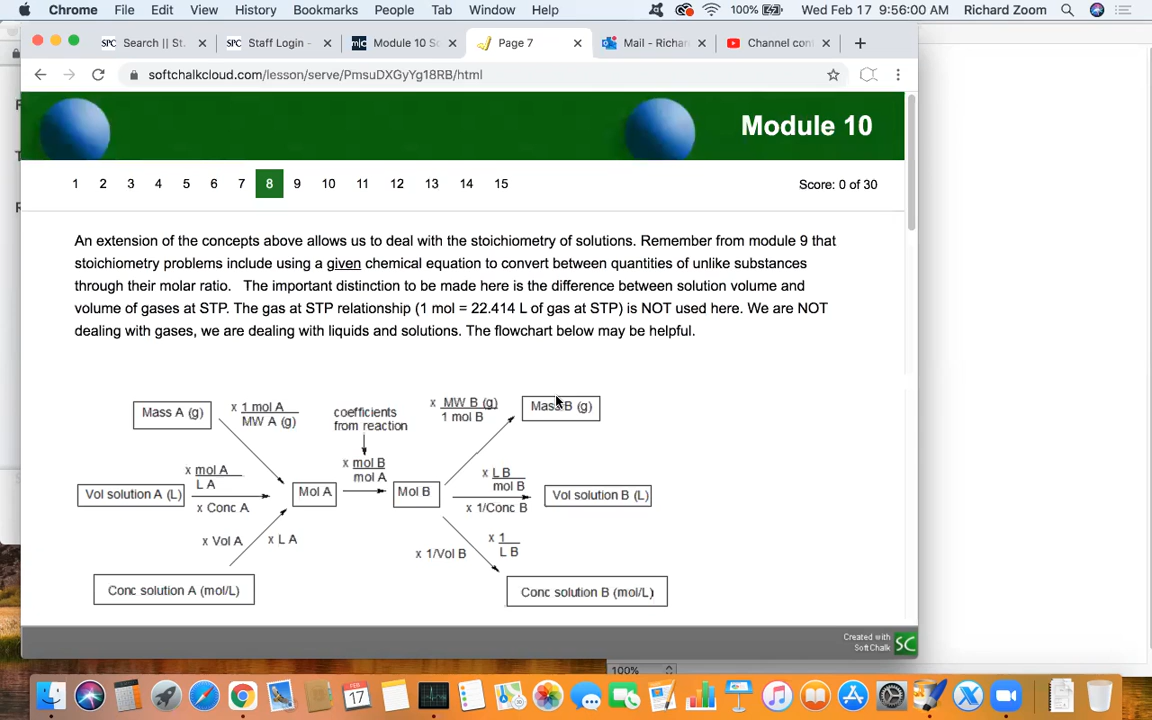 Chrome File Edit View History Bookmarks People Tab Window Help 100% Wed Feb 17 9:56:00 AM Richard Zoom
SPC Search || St. SPC Staff Login - Module 10 Sc Page 7 Mail - Richar Channel con
softchalkcloud.com/lesson/serve/PmsuDXGyYg18RB/html
Module 10
1 2 3 4 5 6 7 8 9 10 11 12 13 14 15 Score: 0 of 30
An extension of the concepts above allows us to deal with the stoichiometry of solutions. Remember from module 9 that
stoichiometry problems include using a given chemical equation to convert between quantities of unlike substances
through their molar ratio. The important distinction to be made here is the difference between solution volume and
volume of gases at STP. The gas at STP relationship (1 mol = 22.414 L of gas at STP) is NOT used here. We are NOT
dealing with gases, we are dealing with liquids and solutions. The flowchart below may be helpful.
Mass A (g)
x 1 mol A
MW A (g)
coefficients
from reaction
x MW B (g)
1 mol B
Mass B (g)
Vol solution A (L)
x mol A
L A
x Conc A
Mol A
x mol B
mol A
Mol B
x L B
mol B
x 1/Conc B
Vol solution B (L)
x Vol A
x L A
x 1/Vol B
x 1
L B
Conc solution A (mol/L)
Conc solution B (mol/L)
Created with
SoftChalk
SC
100%
FEB
17